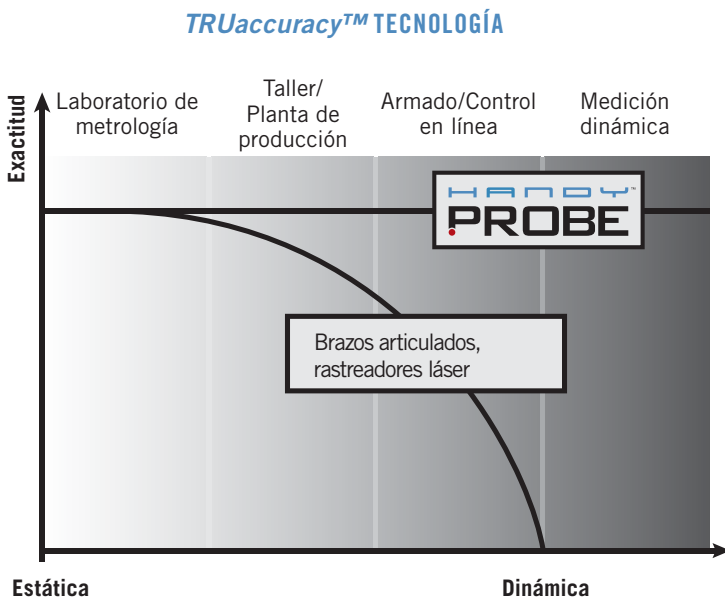 TRUaccuracy™ TECNOLOGÍA
Exactitud
Laboratorio de
metrología
Taller/
Planta de
producción
Armado/Control
en línea
Medición
dinámica
HANDY™
PROBE
Brazos articulados,
rastreadores láser
Estática
Dinámica